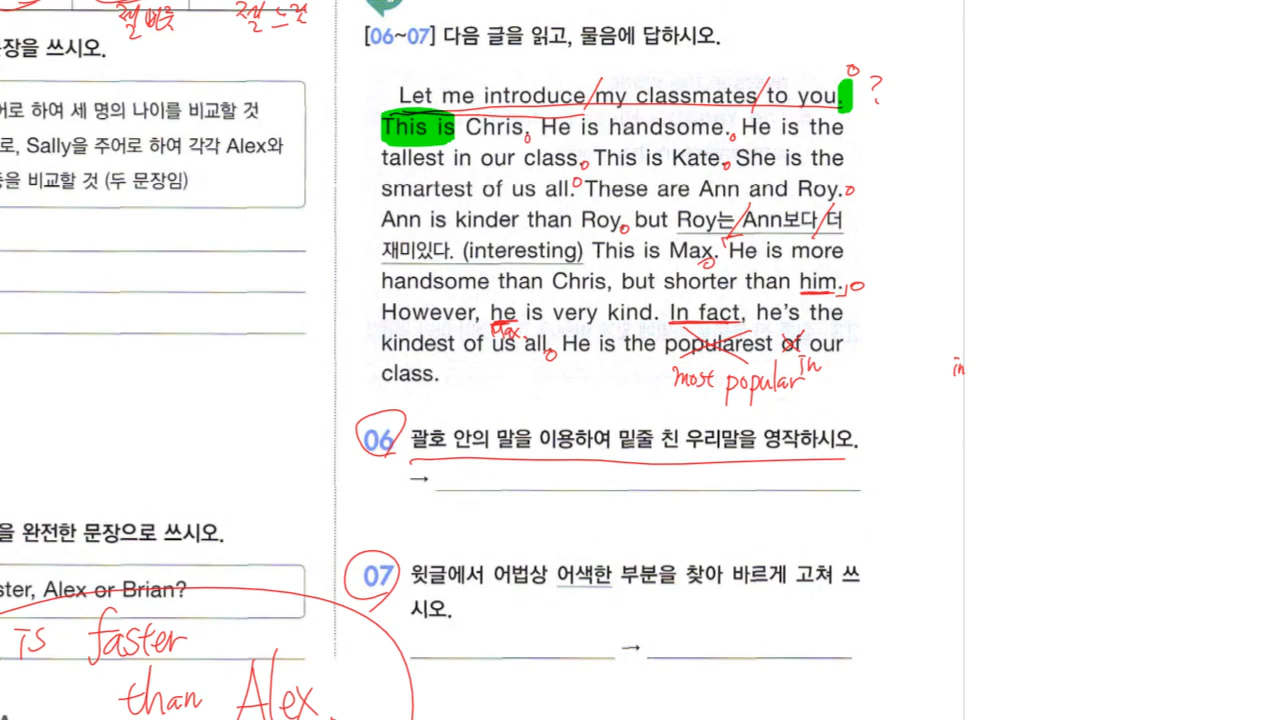 젤 버릇
젤 느린
문장을 쓰시오.
어로 하여 세 명의 나이를 비교할 것
로, Sally을 주어로 하여 각각 Alex와
을 비교할 것 (두 문장임)
을 완전한 문장으로 쓰시오.
ster, Alex or Brian?
is faster
than Alex.
[06~07] 다음 글을 읽고, 물음에 답하시오.
Let me introduce / my classmates / to you. ?
This is Chris. He is handsome. He is the
tallest in our class. This is Kate. She is the
smartest of us all. These are Ann and Roy.
Ann is kinder than Roy, but Roy는 Ann보다 더
재미있다. (interesting) This is Max. He is more
handsome than Chris, but shorter than him.
However, he is very kind. In fact, he's the
Max.
kindest of us all. He is the popularest of our
in
most popular
in
class.
06 괄호 안의 말을 이용하여 밑줄 친 우리말을 영작하시오.
→
07 윗글에서 어법상 어색한 부분을 찾아 바르게 고쳐 쓰
시오.
→